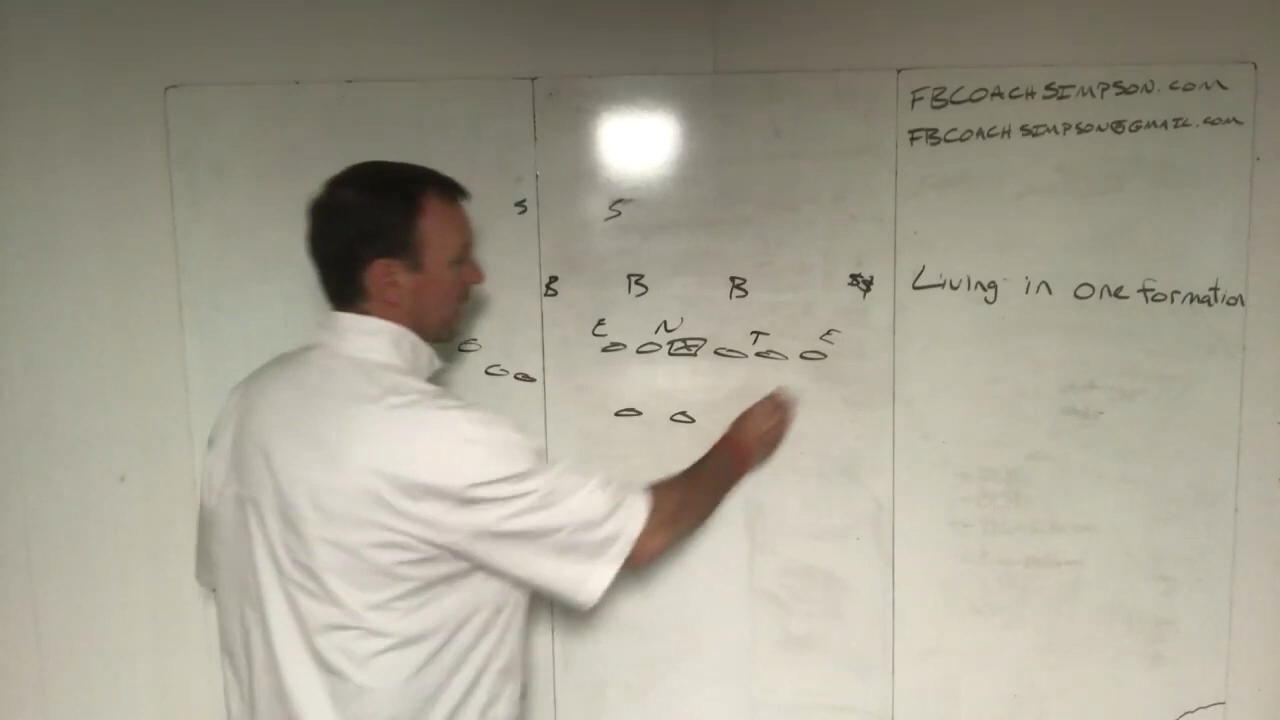 FBCOACHSIMPSON.COM
FBCOACHSIMPSON@GMAIL.COM
S S
B B B
Living in one formation
E N T E